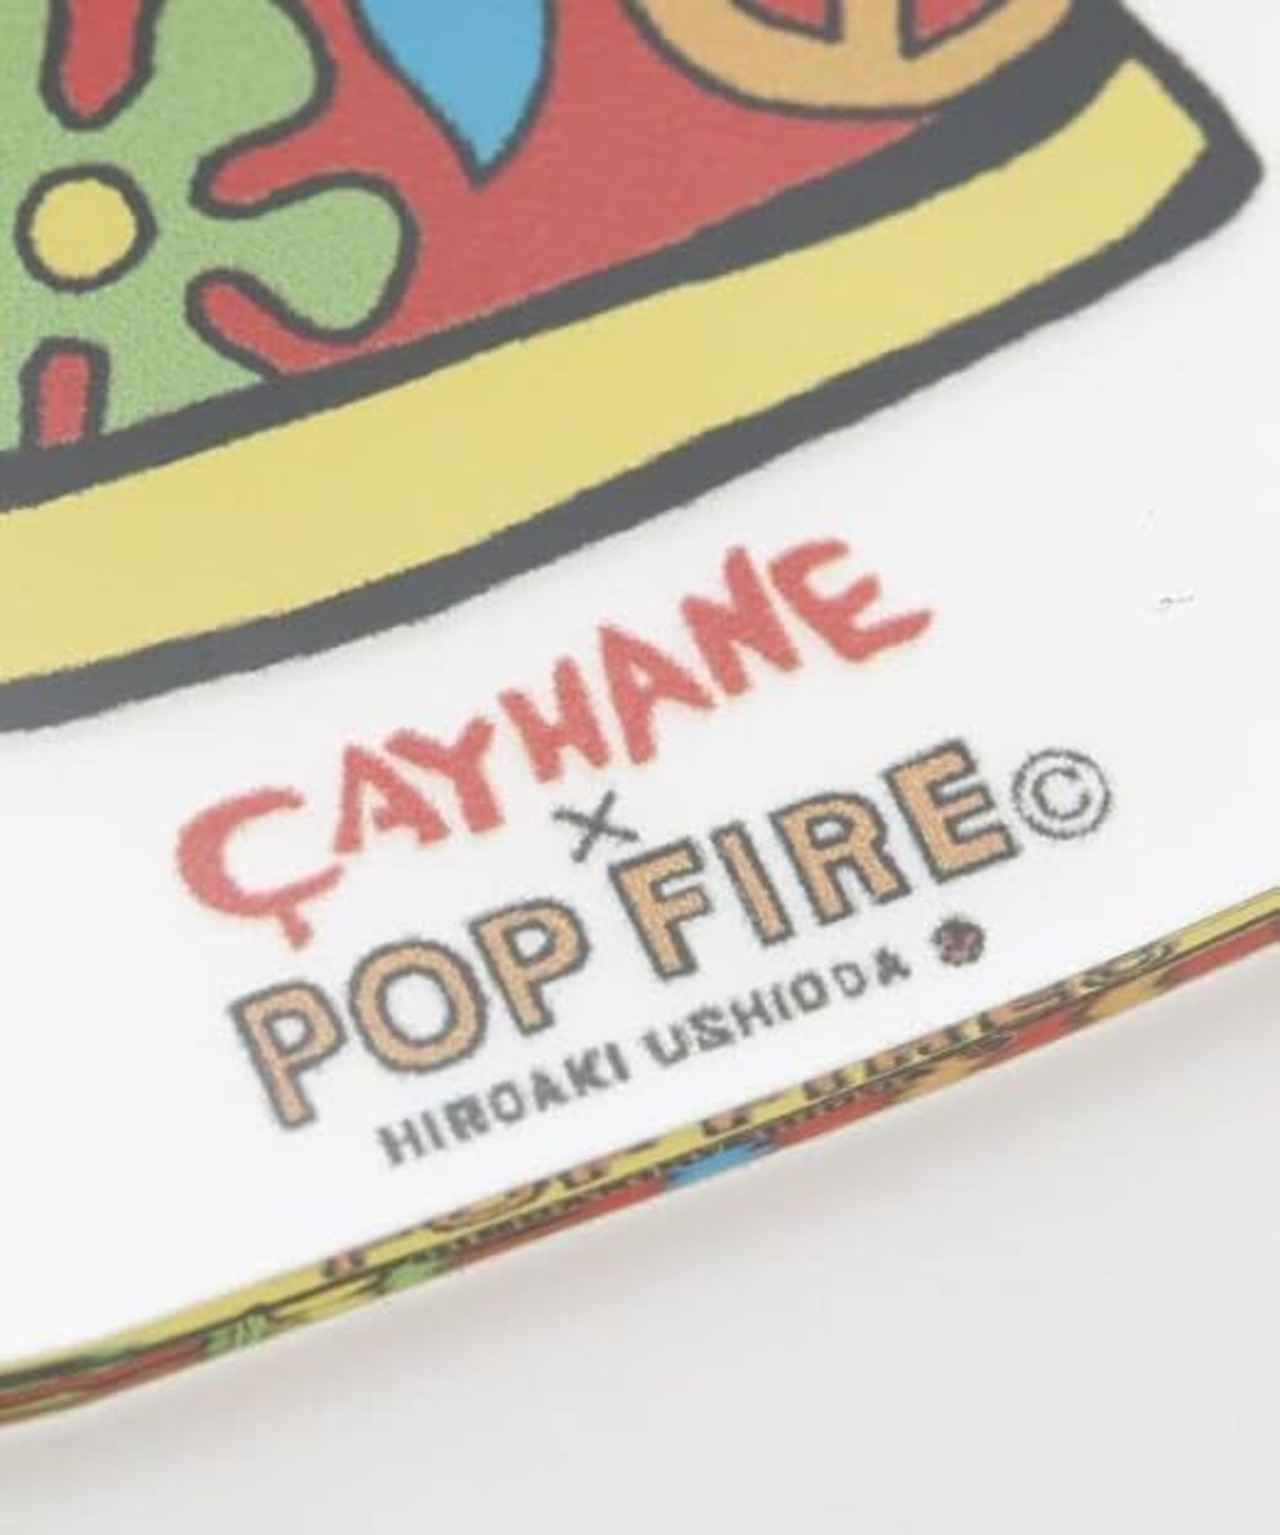 ÇAYHANE
×
POP FIRE©
HIROAKI USHIODA